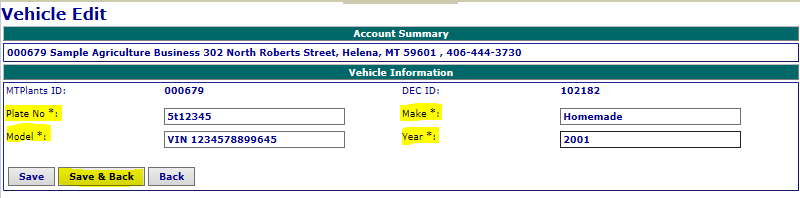 Vehicle Edit
Account Summary
000679 Sample Agriculture Business 302 North Roberts Street, Helena, MT 59601 , 406-444-3730
Vehicle Information
MTPlants ID: 000679 DEC ID: 102182
Plate No *: 5t12345 Make *: Homemade
Model *: VIN 1234578899645 Year *: 2001
Save Save & Back Back